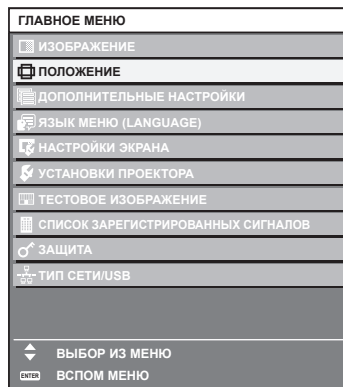 ГЛАВНОЕ МЕНЮ
ИЗОБРАЖЕНИЕ
ПОЛОЖЕНИЕ
ДОПОЛНИТЕЛЬНЫЕ НАСТРОЙКИ
ЯЗЫК МЕНЮ (LANGUAGE)
НАСТРОЙКИ ЭКРАНА
УСТАНОВКИ ПРОЕКТОРА
ТЕСТОВОЕ ИЗОБРАЖЕНИЕ
СПИСОК ЗАРЕГИСТРИРОВАННЫХ СИГНАЛОВ
ЗАЩИТА
ТИП СЕТИ/USB
ВЫБОР ИЗ МЕНЮ
ENTER ВСПОМ МЕНЮ